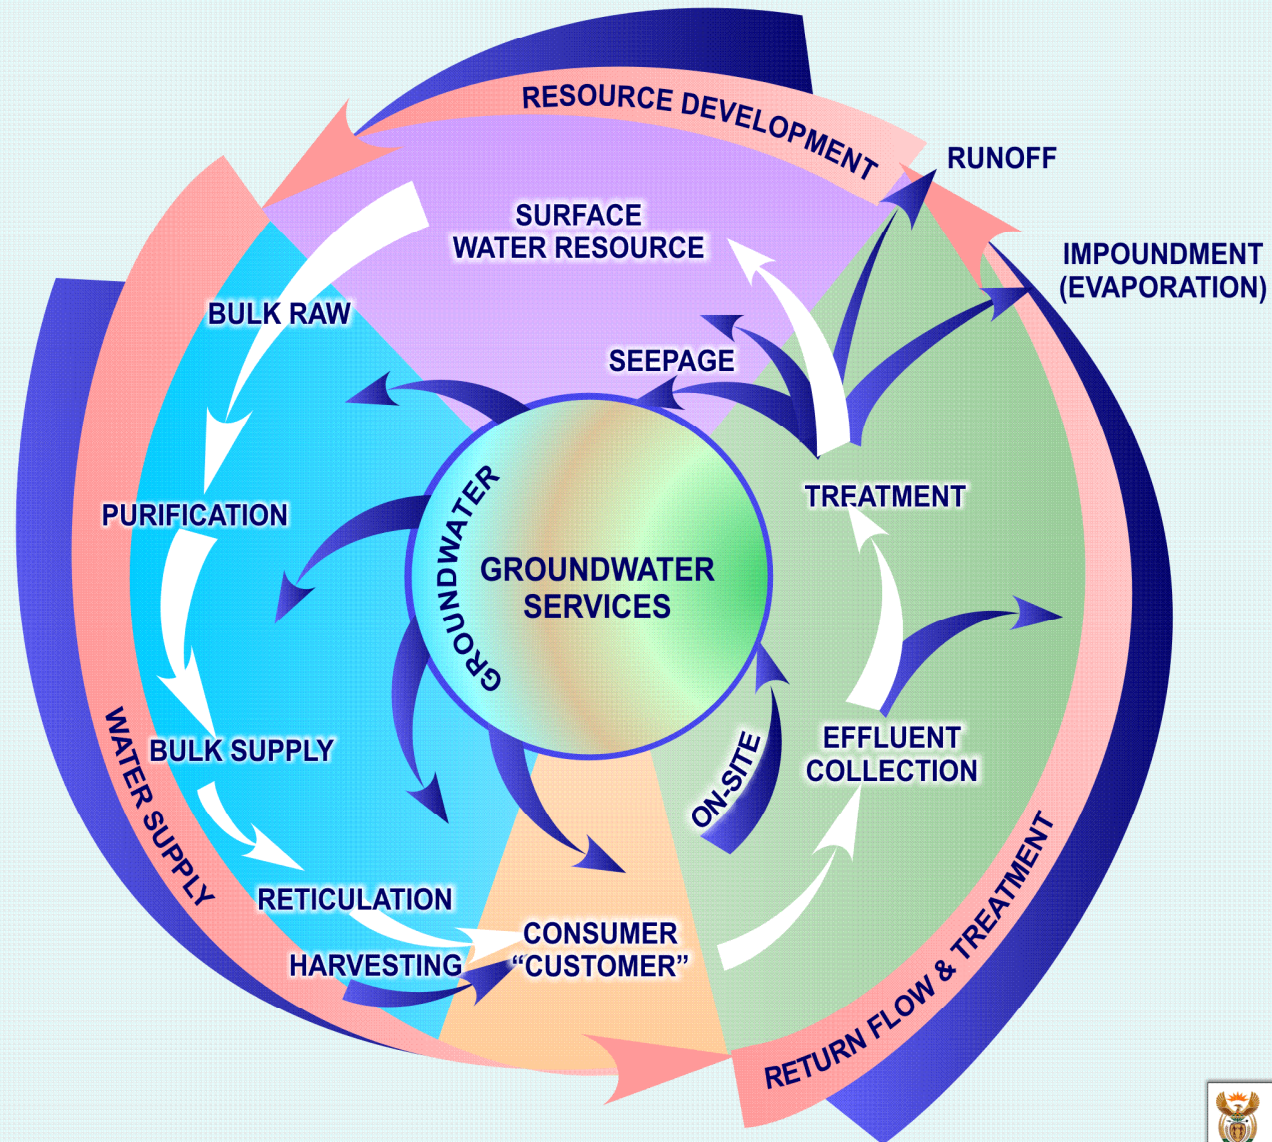 RESOURCE DEVELOPMENT
RUNOFF
SURFACE
WATER RESOURCE
IMPOUNDMENT
(EVAPORATION)
BULK RAW
SEEPAGE
PURIFICATION
TREATMENT
GROUNDWATER
GROUNDWATER
SERVICES
WATER SUPPLY
BULK SUPPLY
ON-SITE
EFFLUENT
COLLECTION
RETICULATION
HARVESTING
CONSUMER
“CUSTOMER”
RETURN FLOW & TREATMENT